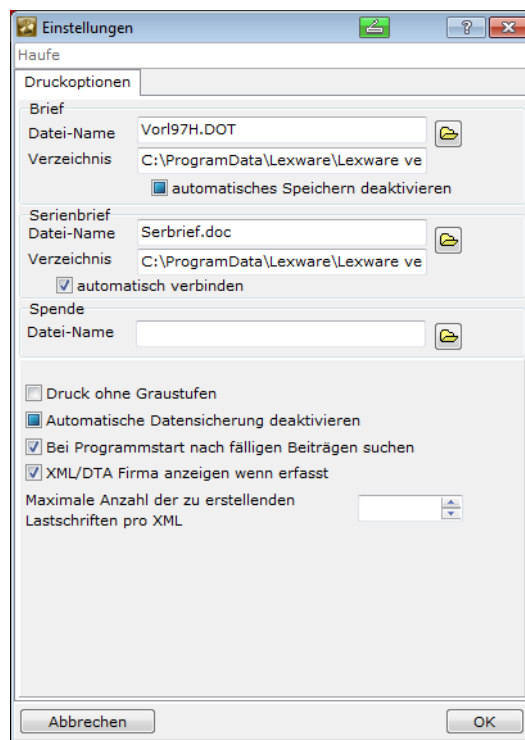 Einstellungen
Haufe
Druckoptionen
Brief
Datei-Name Vorl97H.DOT
Verzeichnis C:\ProgramData\Lexware\Lexware ve
automatisches Speichern deaktivieren
Serienbrief
Datei-Name Serbrief.doc
Verzeichnis C:\ProgramData\Lexware\Lexware ve
automatisch verbinden
Spende
Datei-Name
Druck ohne Graustufen
Automatische Datensicherung deaktivieren
Bei Programmstart nach fälligen Beiträgen suchen
XML/DTA Firma anzeigen wenn erfasst
Maximale Anzahl der zu erstellenden
Lastschriften pro XML
Abbrechen OK